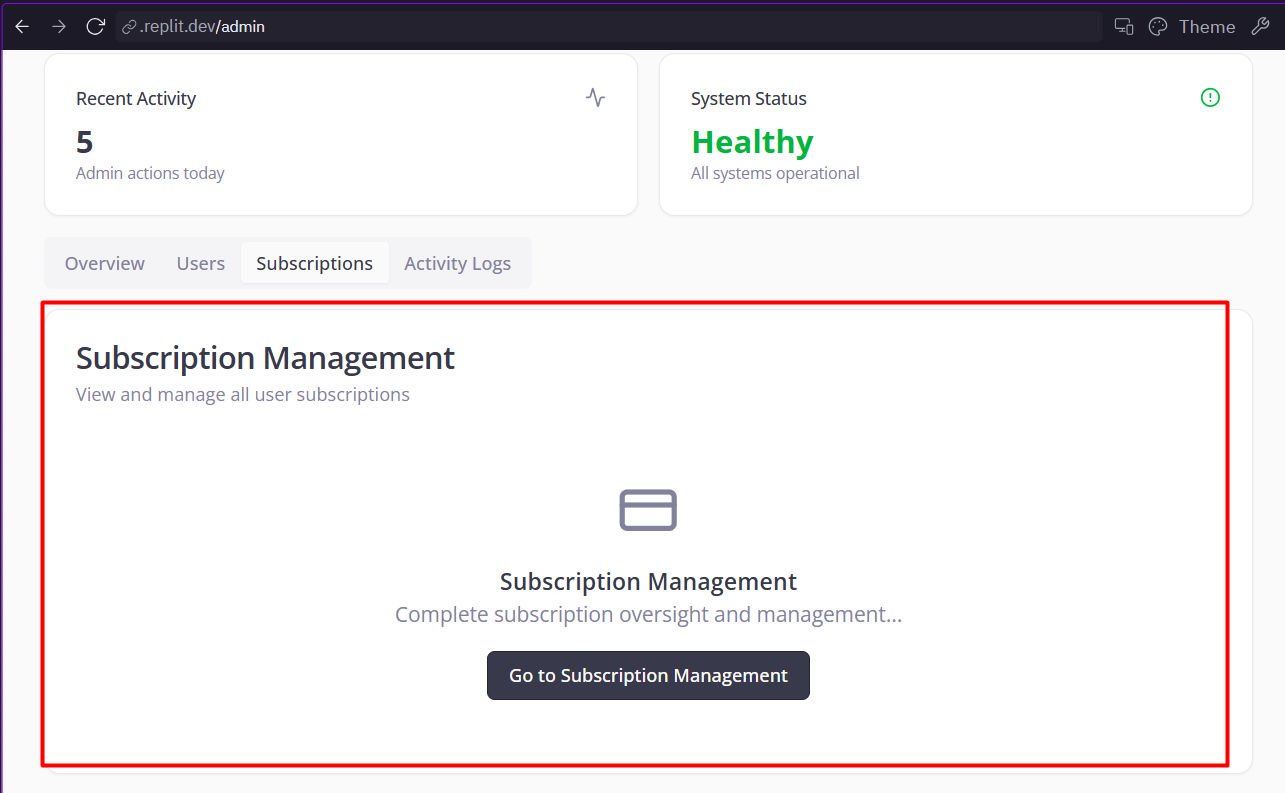 .replit.dev/admin
Theme
Recent Activity
5
Admin actions today
System Status
Healthy
All systems operational
Overview Users Subscriptions Activity Logs
Subscription Management
View and manage all user subscriptions
Subscription Management
Complete subscription oversight and management...
Go to Subscription Management